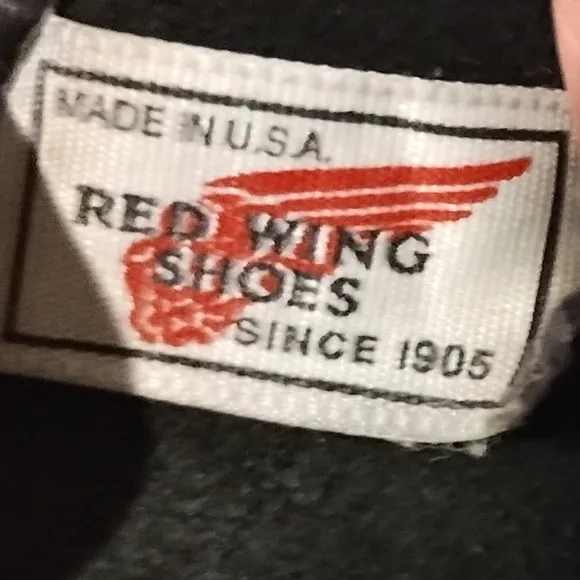 MADE IN U.S.A.
RED WING
SHOES
SINCE 1905